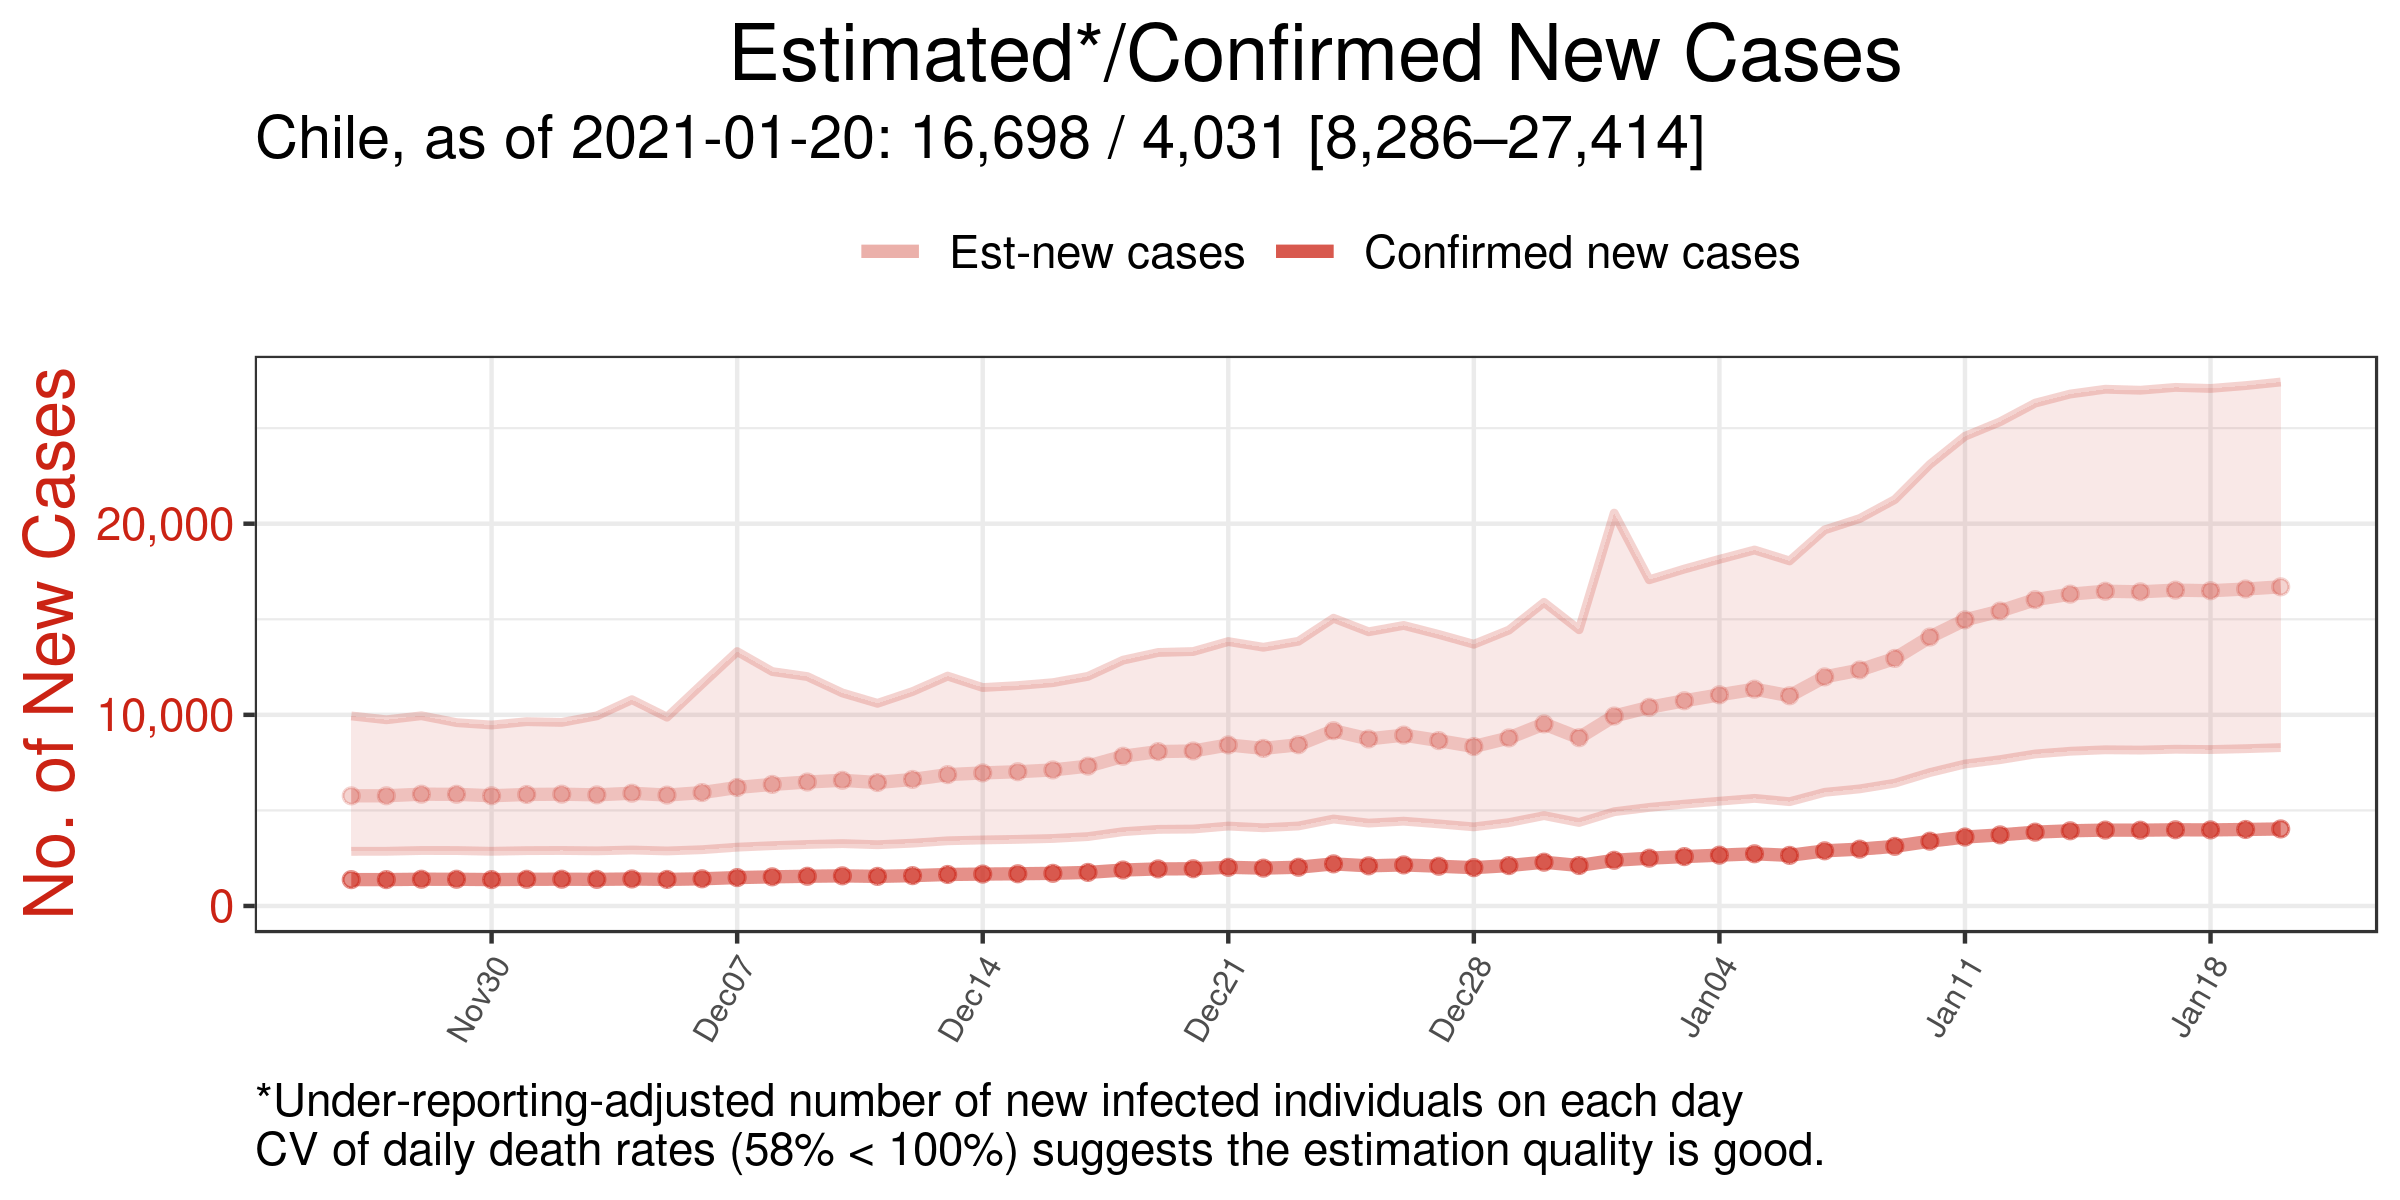 Estimated*/Confirmed New Cases
Chile, as of 2021-01-20: 16,698 / 4,031 [8,286–27,414]
Est-new cases
Confirmed new cases
No. of New Cases
20,000
10,000
0
Nov30
Dec07
Dec14
Dec21
Dec28
Jan04
Jan11
Jan18
*Under-reporting-adjusted number of new infected individuals on each day
CV of daily death rates (58% < 100%) suggests the estimation quality is good.